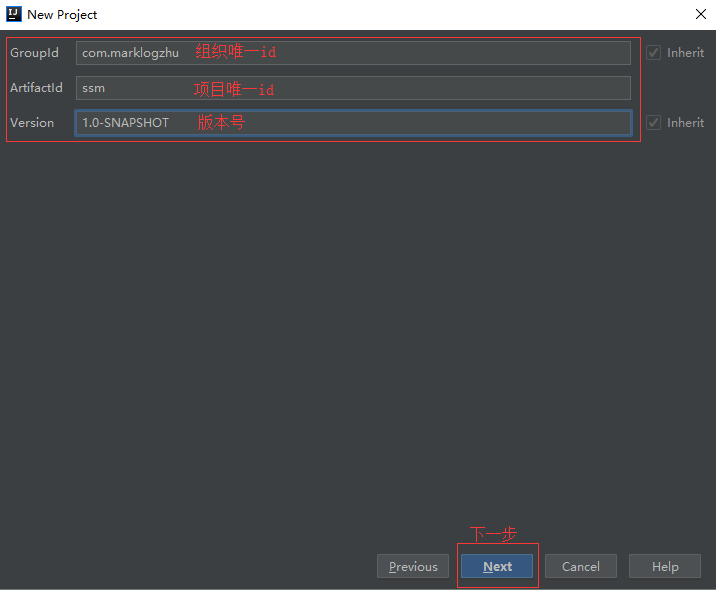 New Project
GroupId com.marklogzhu 组织唯一id Inherit
ArtifactId ssm 项目唯一id
Version 1.0-SNAPSHOT 版本号 Inherit
下一步
Previous Next Cancel Help